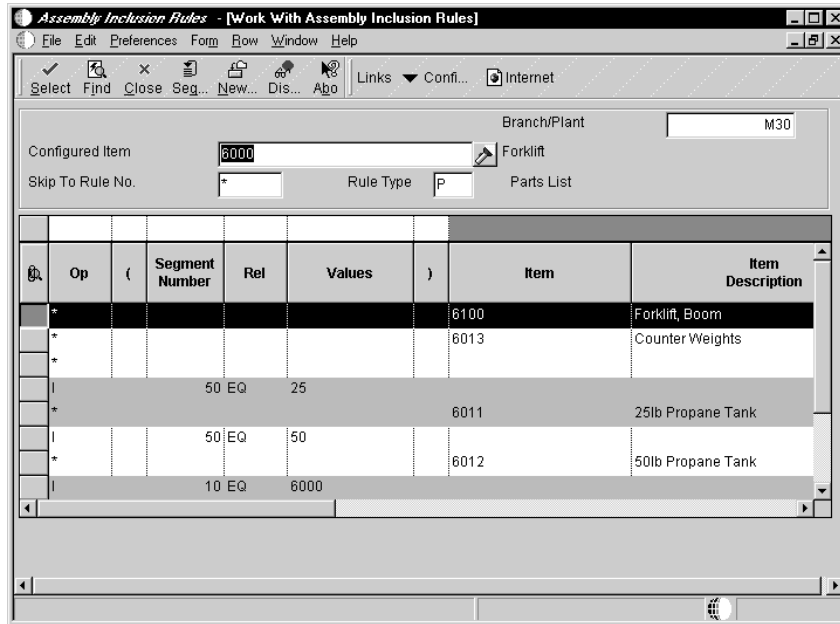 Assembly Inclusion Rules - [Work With Assembly Inclusion Rules]
File Edit Preferences Form Row Window Help
Select Find Close Seq... New... Dis... Abo Links Confi... Internet
Branch/Plant M30
Configured Item 6000 Forklift
Skip To Rule No. * Rule Type P Parts List
Op ( Segment Number Rel Values ) Item Item Description
* 6100 Forklift, Boom
* 6013 Counter Weights
*
I 50 EQ 25
* 6011 25lb Propane Tank
I 50 EQ 50
* 6012 50lb Propane Tank
I 10 EQ 6000